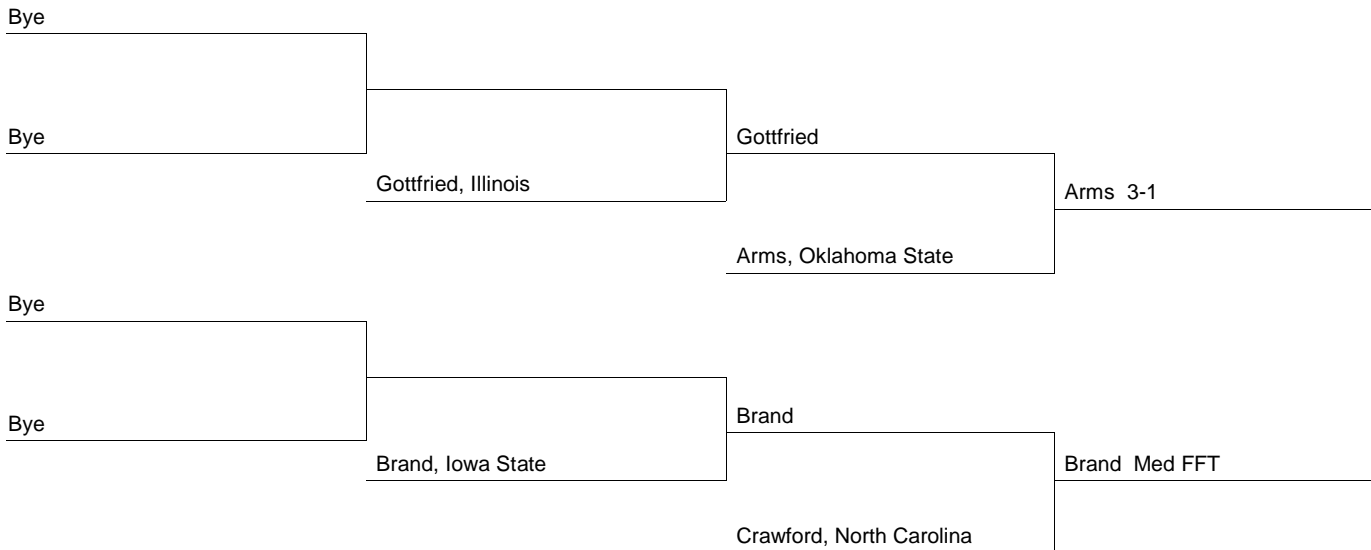 Bye
Bye
Gottfried
Gottfried, Illinois
Arms 3-1
Arms, Oklahoma State
Bye
Bye
Brand
Brand, Iowa State
Brand Med FFT
Crawford, North Carolina